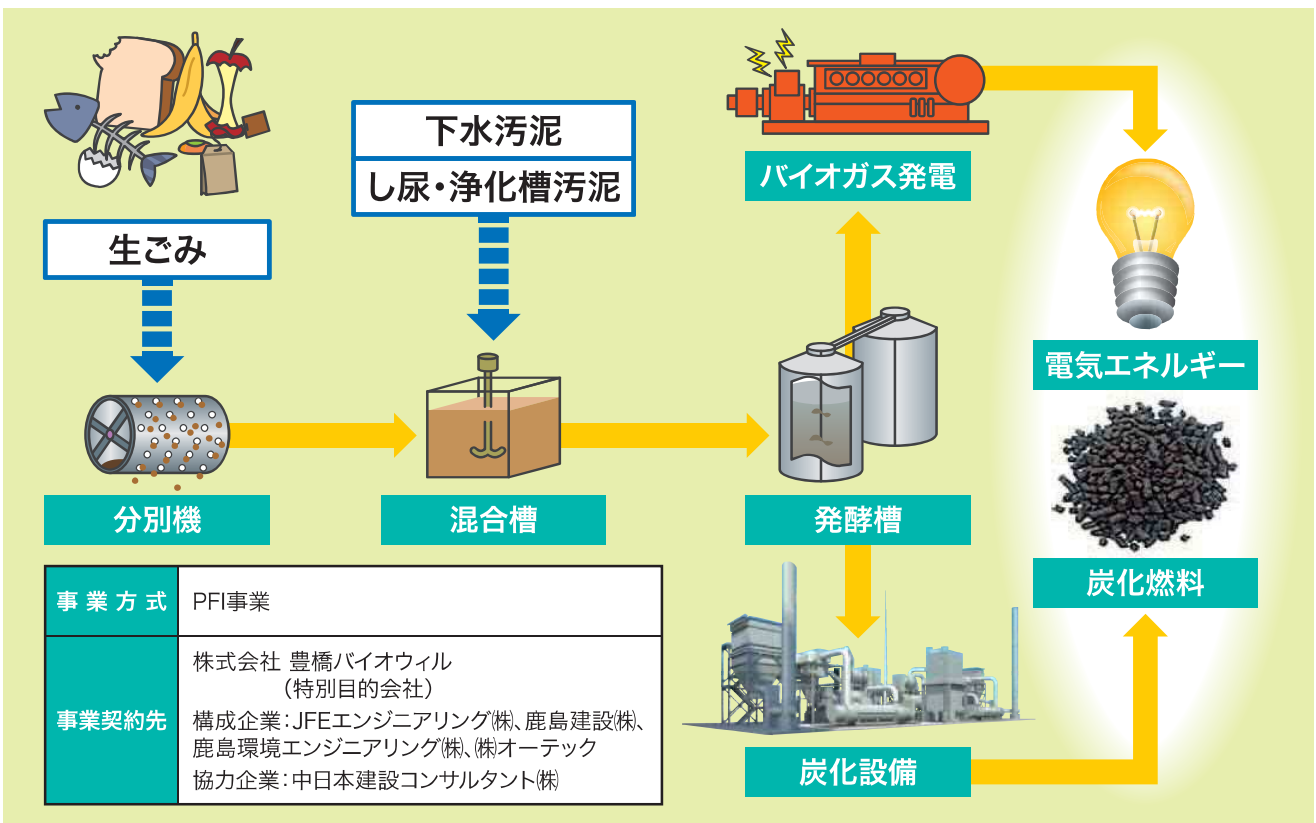 生ごみ
下水汚泥
し尿・浄化槽汚泥
バイオガス発電
電気エネルギー
分別機
混合槽
発酵槽
炭化燃料
炭化設備
事業方式
PFI事業
事業契約先
株式会社 豊橋バイオウィル
（特別目的会社）
構成企業：JFEエンジニアリング㈱、鹿島建設㈱、
鹿島環境エンジニアリング㈱、㈱オーテック
協力企業：中日本建設コンサルタント㈱